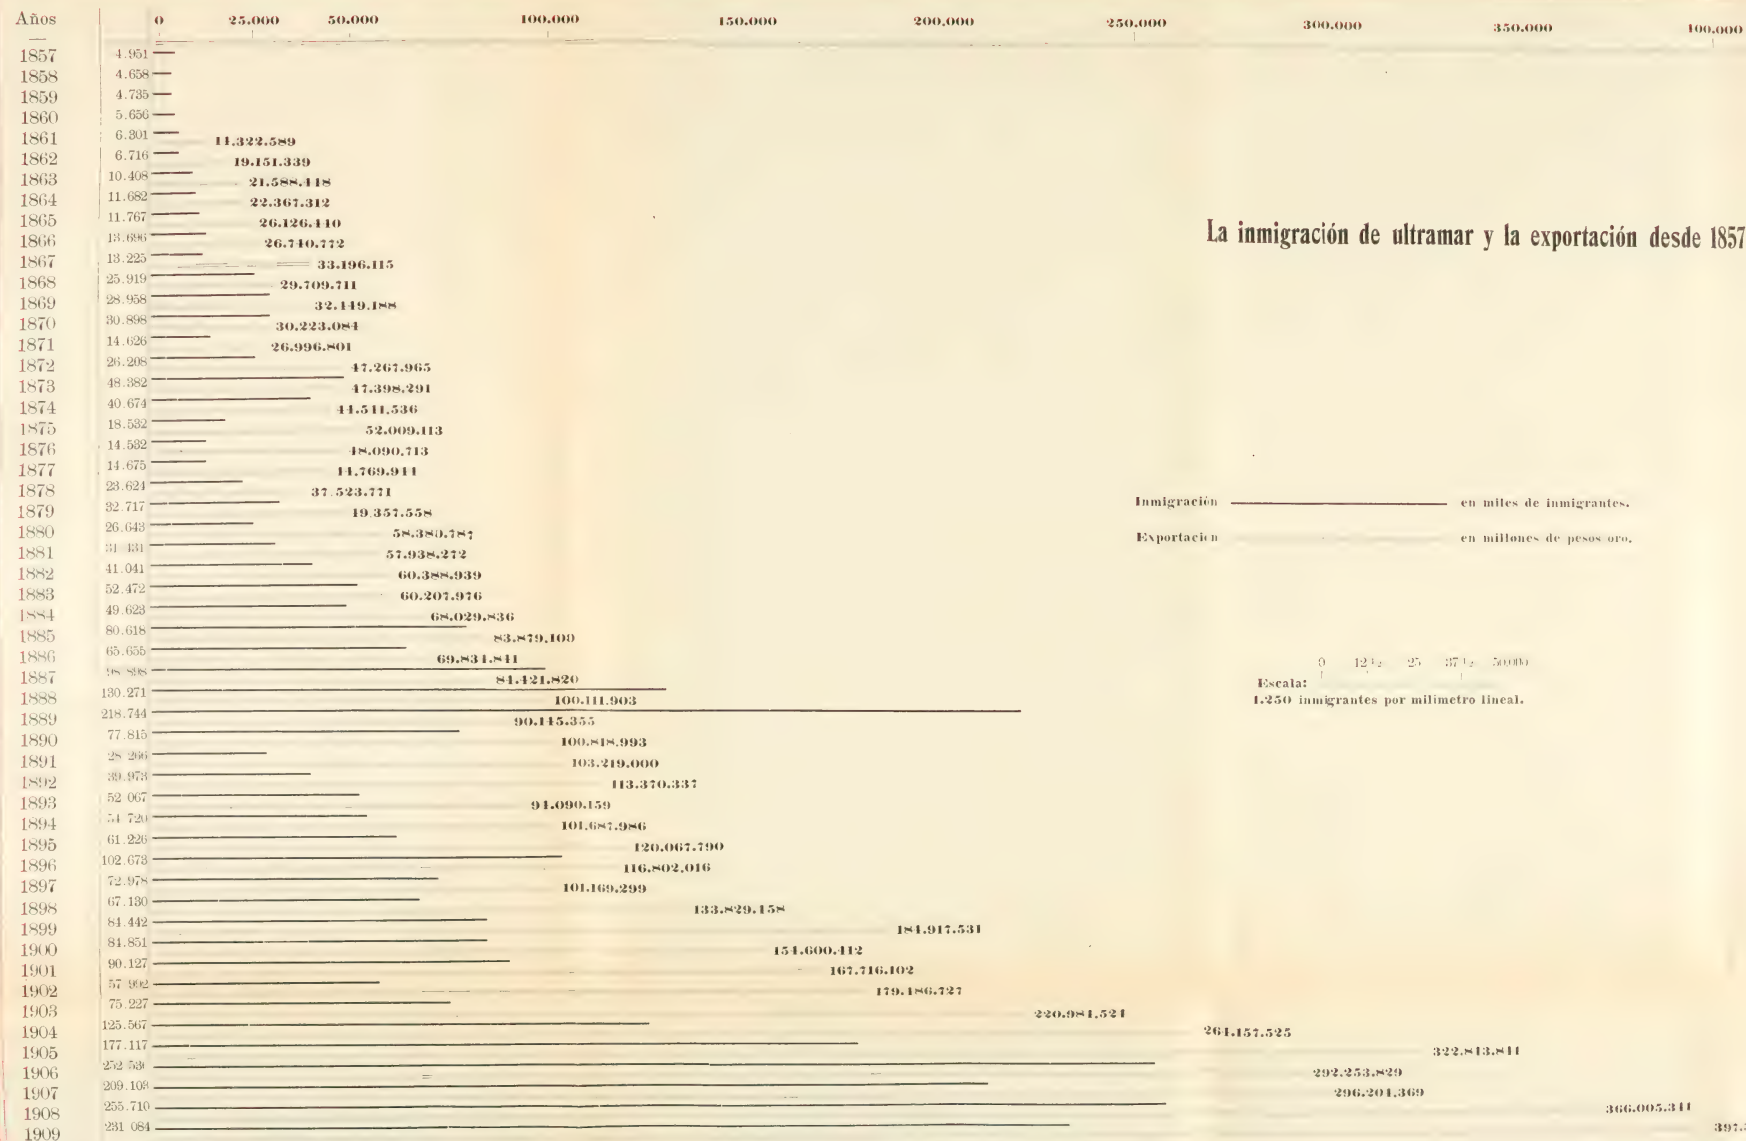 Años 0 25.000 50.000 100.000 150.000 200.000 250.000 300.000 350.000 400.000
1857 4.951
1858 4.658
1859 4.735
1860 5.656
1861 6.301 14.322.589
1862 6.716 19.151.339
1863 10.408 21.588.448
1864 11.682 22.367.312
1865 11.767 26.126.440
1866 13.696 26.740.772
1867 13.225 33.196.115
1868 25.919 29.709.711
1869 28.958 32.449.188
1870 30.898 30.223.084
1871 14.626 26.996.801
1872 26.208 47.267.965
1873 48.382 47.398.291
1874 40.674 44.541.536
1875 18.532 52.009.113
1876 14.532 48.090.713
1877 14.675 44.769.944
1878 23.624 37.523.771
1879 32.717 49.357.558
1880 26.643 58.380.787
1881 31 431 57.938.272
1882 41.041 60.388.939
1883 52.472 60.207.976
1884 49.623 68.029.836
1885 80.618 83.879.100
1886 65.655 69.834.841
1887 98 898 84.421.820
1888 130.271 100.111.903
1889 218.744 90.145.355
1890 77.815 100.818.993
1891 28 266 103.219.000
1892 39.973 113.370.337
1893 52 067 94.090.159
1894 54 720 101.687.986
1895 61.226 120.067.790
1896 102.673 116.802.016
1897 72.978 101.169.299
1898 67.130 133.829.158
1899 84.442 184.917.531
1900 84.851 154.600.412
1901 90.127 167.716.102
1902 57 992 179.486.727
1903 75.227 220.984.524
1904 125.567 264.157.525
1905 177.117 322.843.841
1906 252 536 292.253.829
1907 209.103 296.204.369
1908 255.710 366.005.341
1909 231 084 397.
La inmigración de ultramar y la exportación desde 1857
Inmigración en miles de inmigrantes.
Exportación en millones de pesos oro.
0 12 ½ 25 37 ½ 50.000
Escala:
1.250 inmigrantes por milimetro lineal.